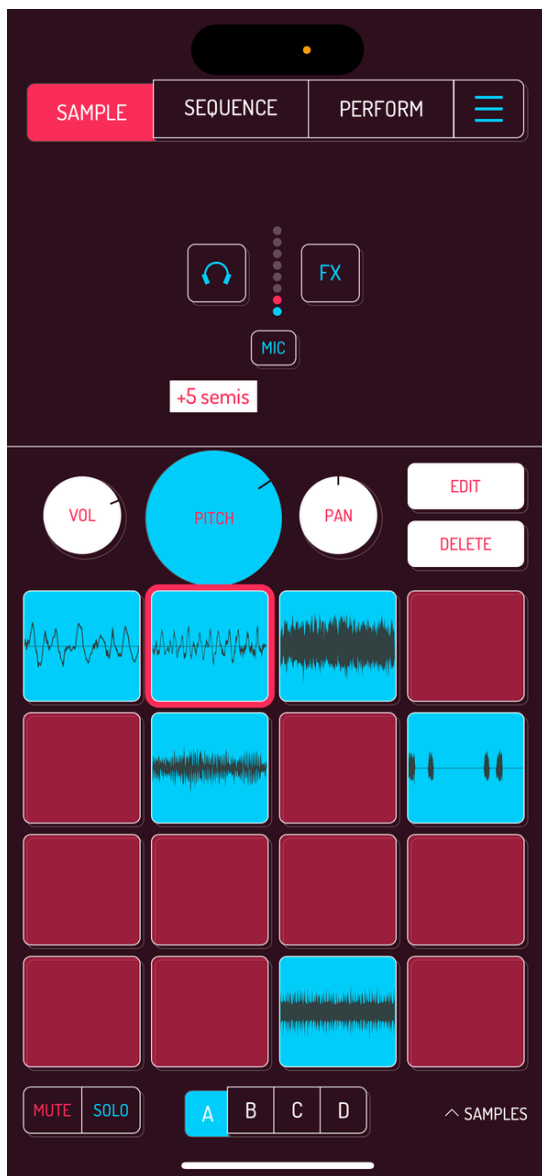 SAMPLE SEQUENCE PERFORM
FX
MIC
+5 semis
VOL PITCH PAN EDIT
DELETE
MUTE SOLO A B C D SAMPLES